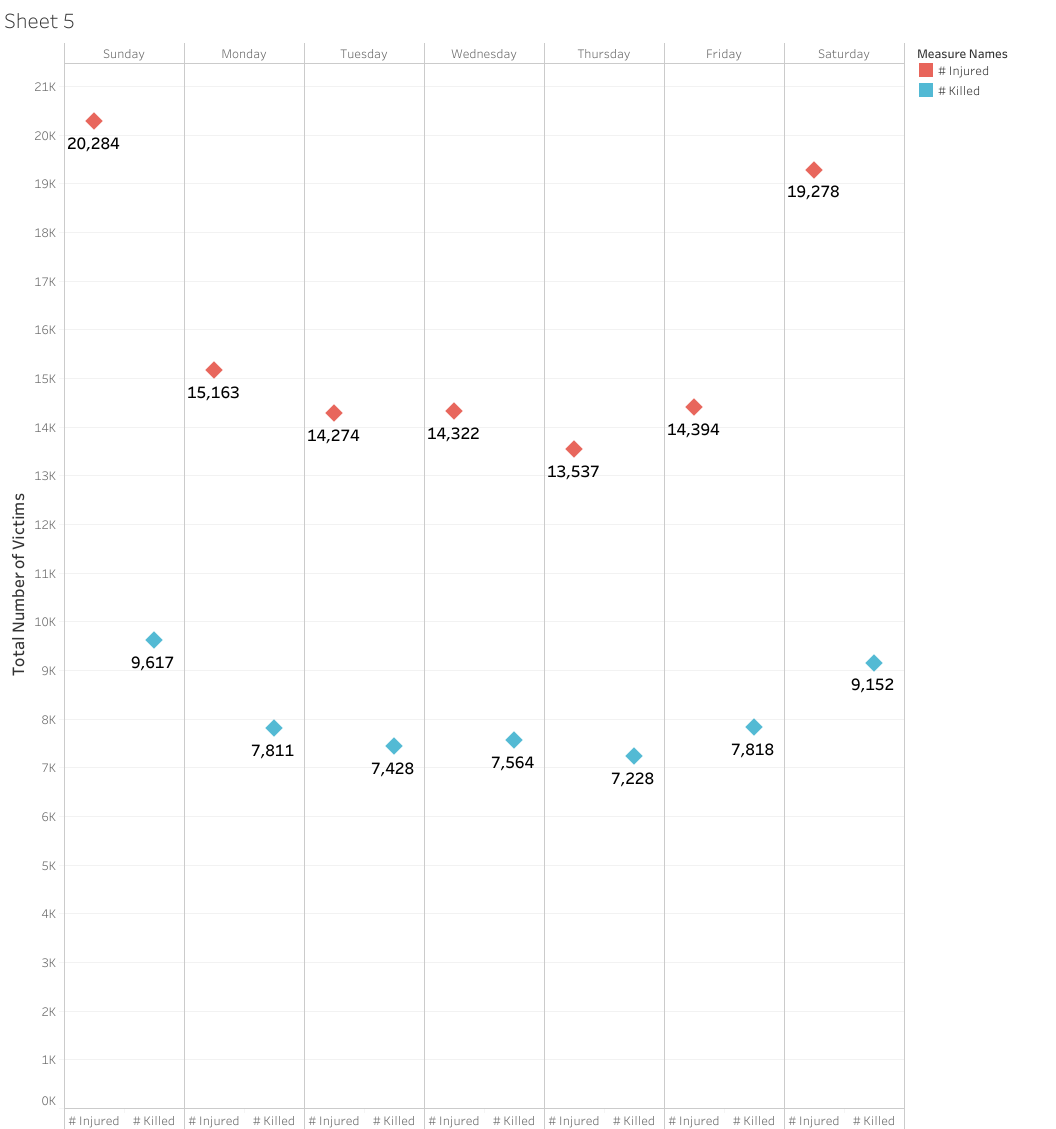 Sheet 5
Sunday Monday Tuesday Wednesday Thursday Friday Saturday
Measure Names
# Injured
# Killed
21K
20K
19K
18K
17K
16K
15K
14K
13K
12K
11K
10K
9K
8K
7K
6K
5K
4K
3K
2K
1K
0K
Total Number of Victims
20,284
9,617
15,163
7,811
14,274
7,428
14,322
7,564
13,537
7,228
14,394
7,818
19,278
9,152
# Injured # Killed # Injured # Killed # Injured # Killed # Injured # Killed # Injured # Killed # Injured # Killed # Injured # Killed